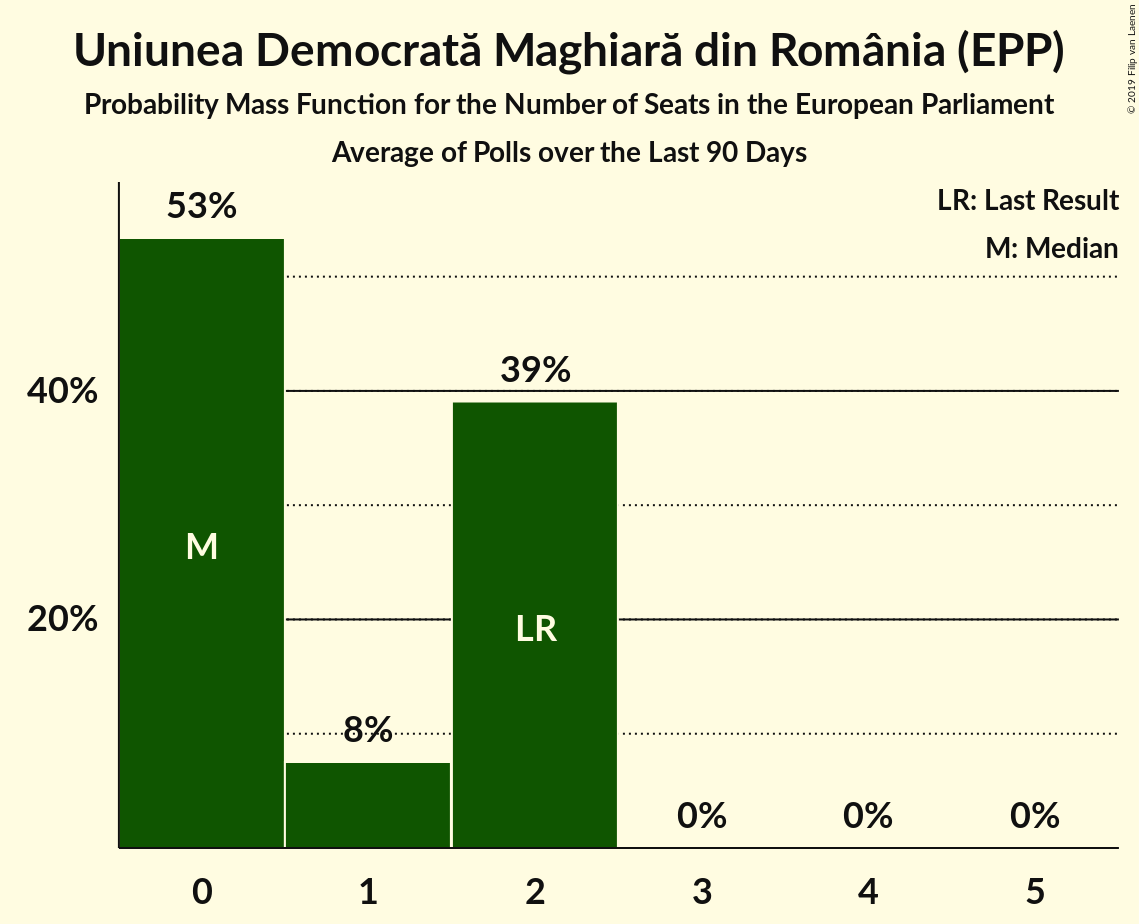 Uniunea Democrată Maghiară din România (EPP)
Probability Mass Function for the Number of Seats in the European Parliament
Average of Polls over the Last 90 Days
© 2019 Filip van Laenen
LR: Last Result
M: Median
53%
39%
8%
0%
0%
0%
40%
20%
M
LR
0
1
2
3
4
5